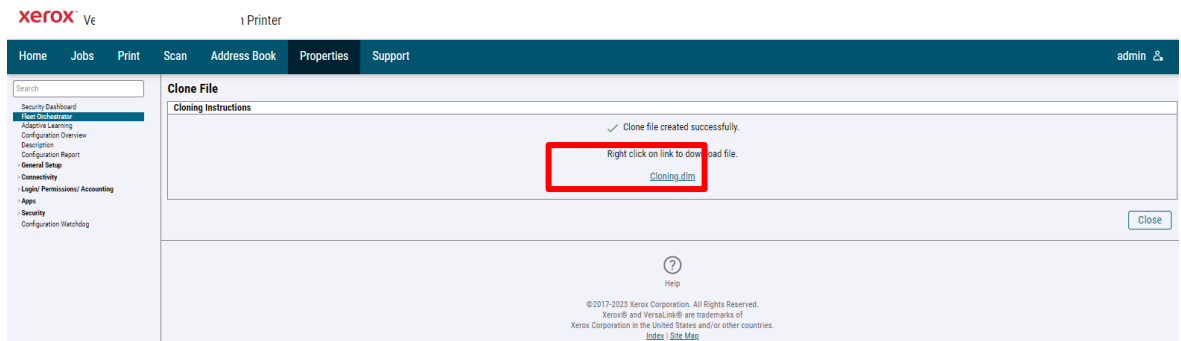 xerox™ Ve Printer
Home Jobs Print Scan Address Book Properties Support admin
Search
Security Dashboard
Fleet Orchestrator
Adaptive Learning
Configuration Overview
Description
Configuration Report
General Setup
Connectivity
Login/ Permissions/ Accounting
Apps
Security
Configuration Watchdog
Clone File
Cloning Instructions
Clone file created successfully.
Right click on link to download file.
Cloning.dlm
Close
?
Help
©2017-2023 Xerox Corporation. All Rights Reserved.
Xerox® and VersaLink® are trademarks of
Xerox Corporation in the United States and/or other countries.
Index | Site Map